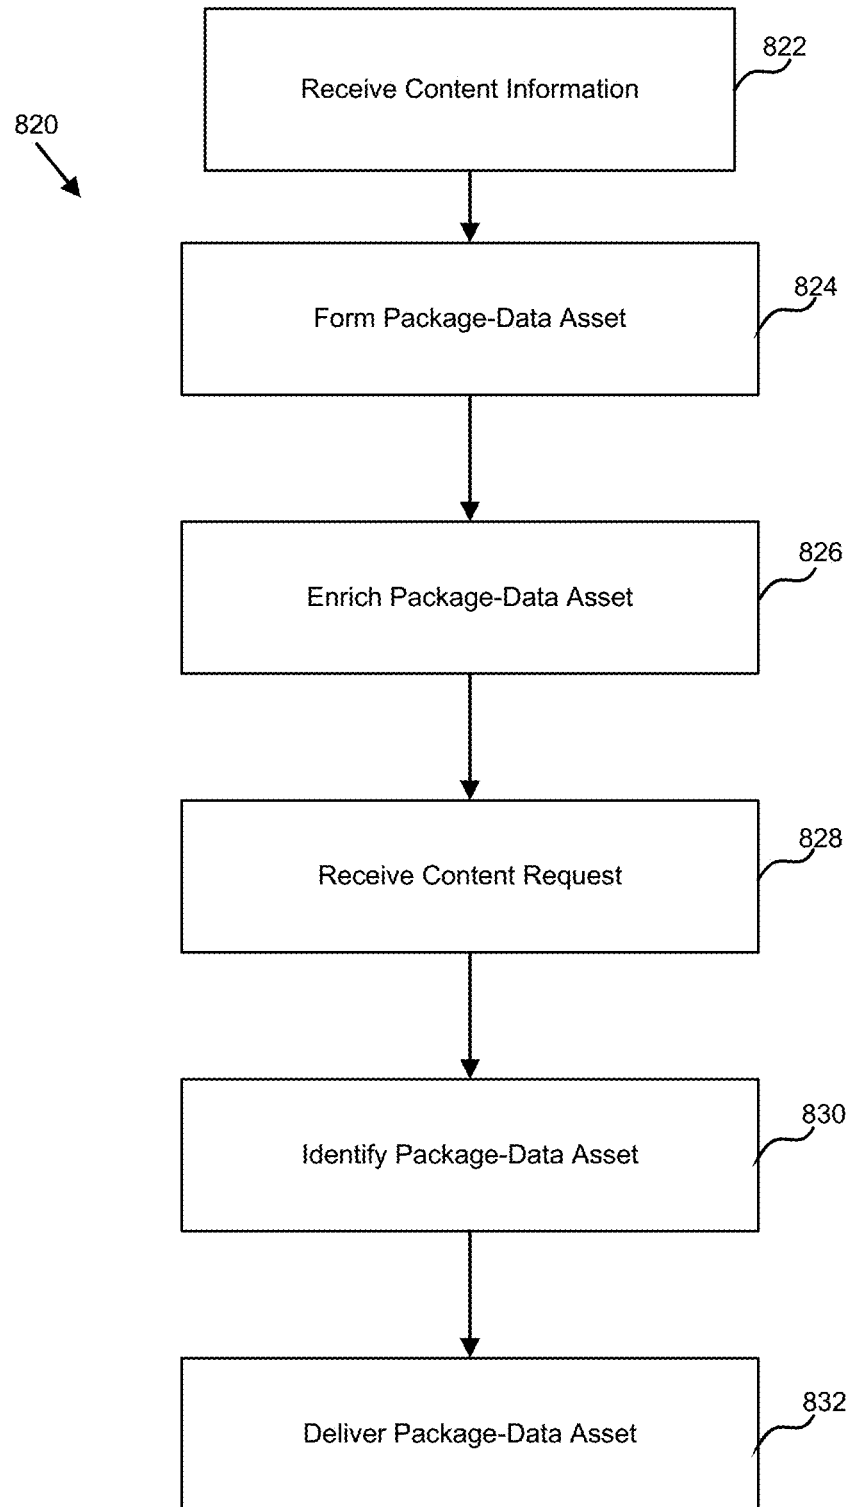 822
Receive Content Information
820
824
Form Package-Data Asset
826
Enrich Package-Data Asset
828
Receive Content Request
830
Identify Package-Data Asset
832
Deliver Package-Data Asset